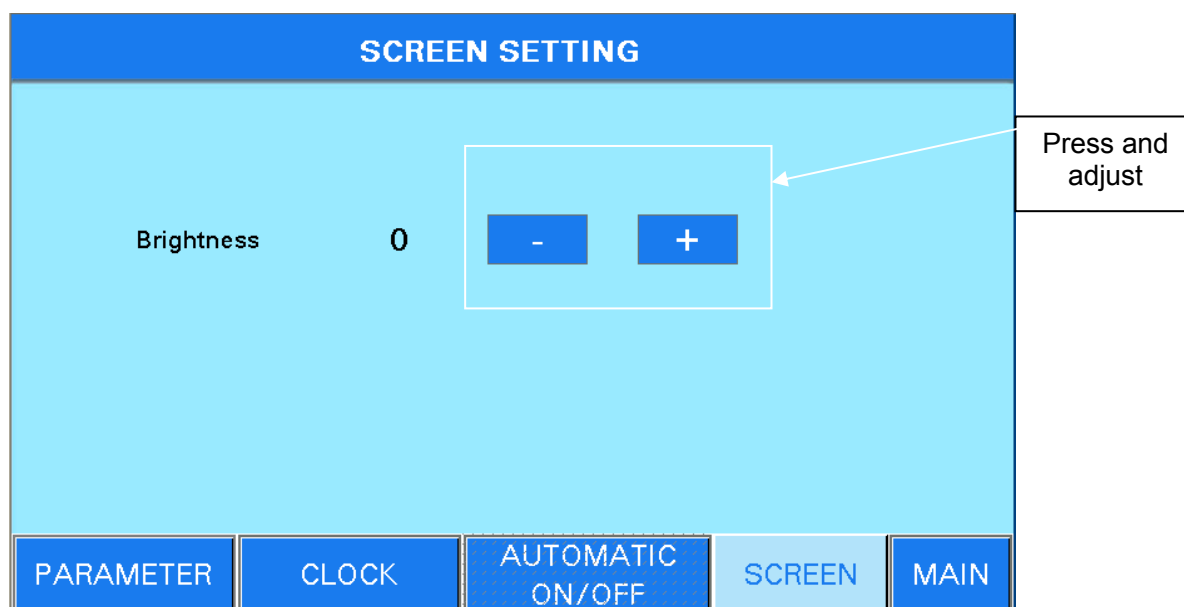 SCREEN SETTING
Press and
adjust
Brightness 0 - +
PARAMETER CLOCK AUTOMATIC
ON/OFF SCREEN MAIN